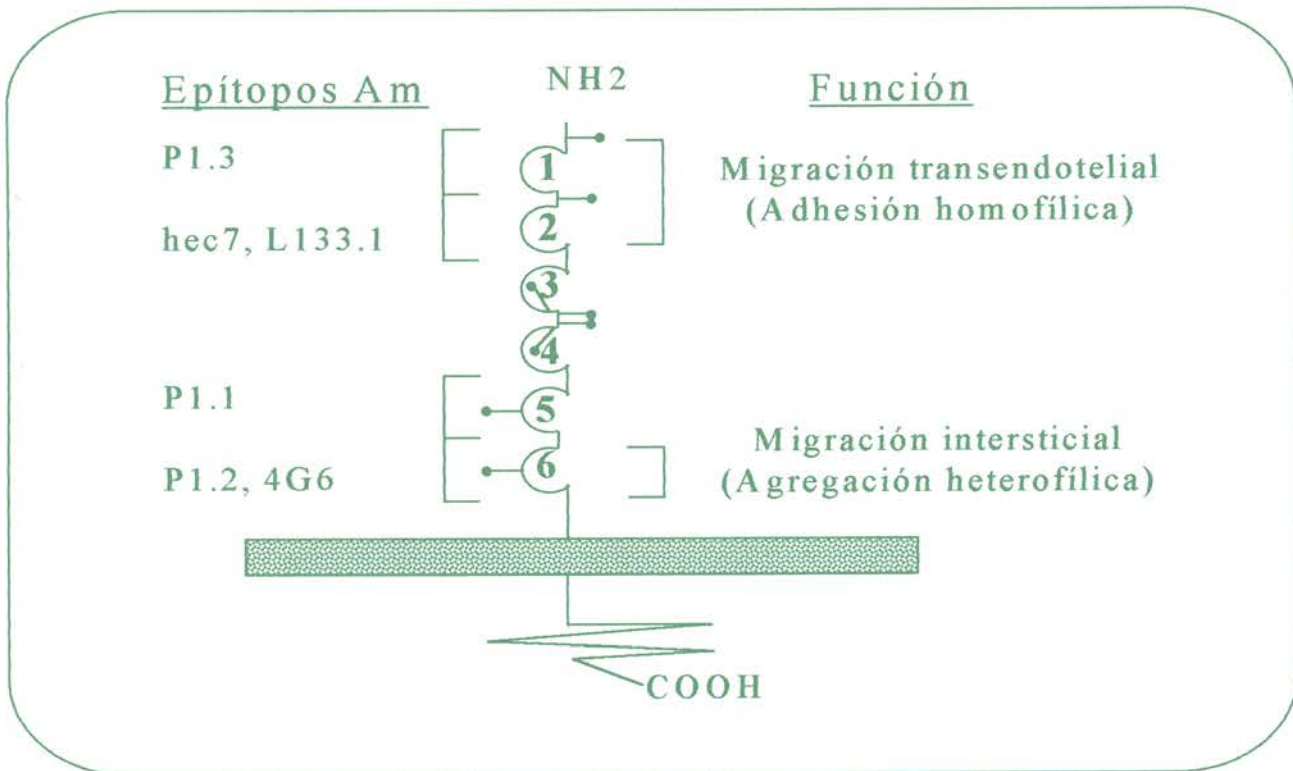 Epítopos Am
NH2
Función
P1.3
1
Migración transendotelial
(Adhesión homofílica)
hec7, L133.1
2
3
4
P1.1
5
Migración intersticial
(Agregación heterofílica)
P1.2, 4G6
6
COOH